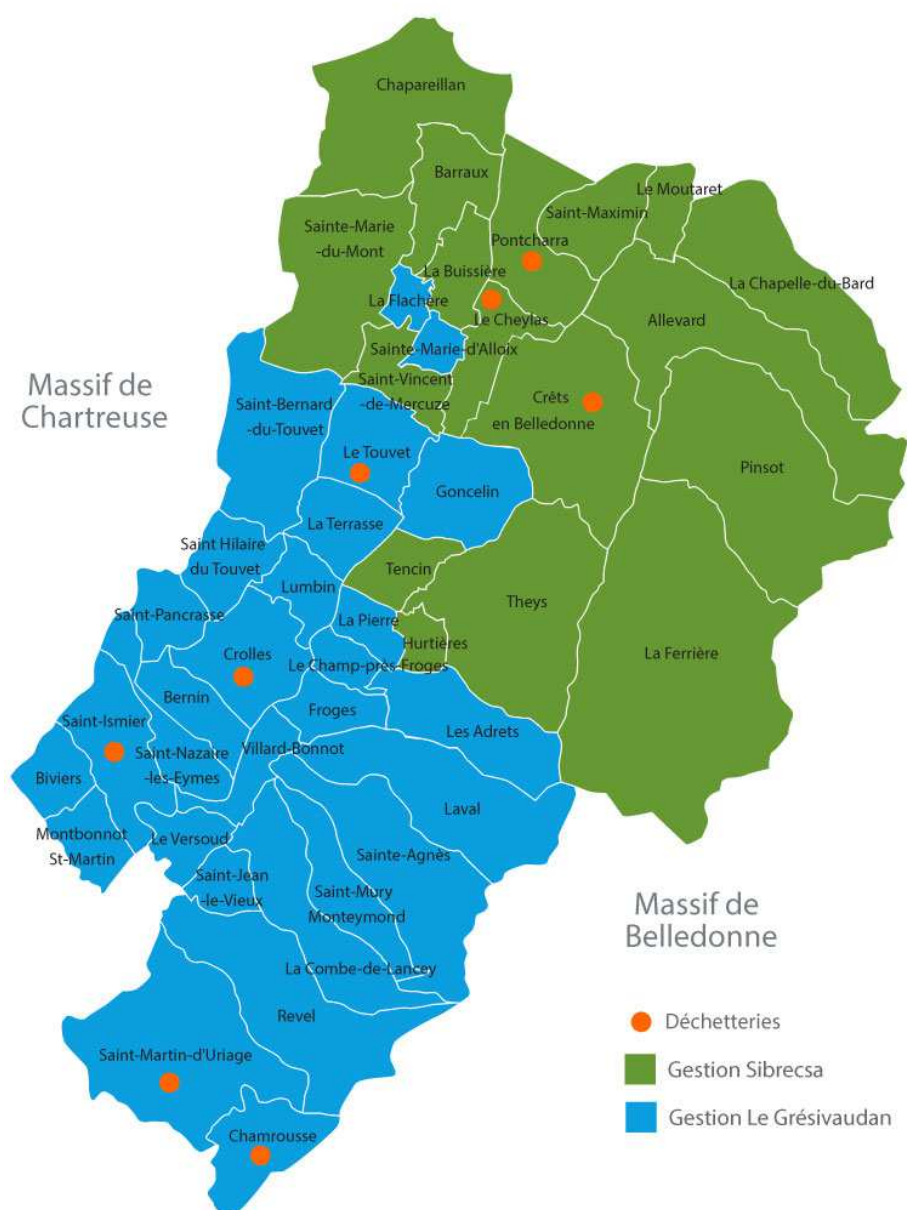 Chapareillan
Barraux
Le Moutaret
Saint-Maximin
Sainte-Marie
-du-Mont
Pontcharra
La Buissière
La Chapelle-du-Bard
La Flachère
Le Cheylas
Allevard
Sainte-Marie-d'Alloix
Massif de
Chartreuse
Saint-Vincent
-de-Mercuze
Saint-Bernard
-du-Touvet
Crêts
en Belledonne
Le Touvet
Pinsot
Goncelin
La Terrasse
Saint Hilaire
du Touvet
Tencin
Lumbin
Theys
Saint-Pancrasse
La Pierre
Hurtières
Crolles
La Ferrière
Le Champ-près-Froges
Bernin
Froges
Saint-Ismier
Les Adrets
Villard-Bonnot
Saint-Nazaire
-les-Eymes
Biviers
Laval
Montbonnot
St-Martin
Le Versoud
Sainte-Agnès
Saint-Jean
-le-Vieux
Saint-Mury
Monteymond
Massif de
Belledonne
La Combe-de-Lancey
Revel
Déchetteries
Saint-Martin-d'Uriage
Gestion Sibrecsa
Gestion Le Grésivaudan
Chamrousse